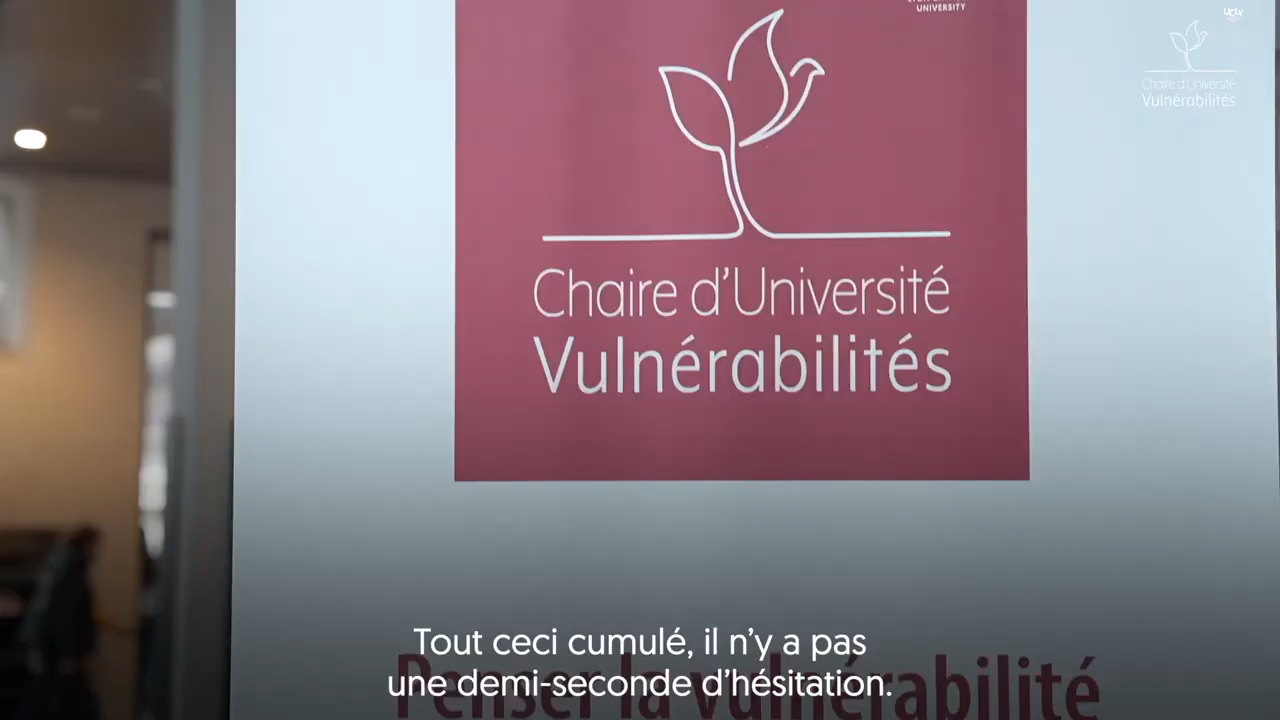 UNIVERSITY
Chaire d'Université
Vulnérabilités
Chaire d'Université
Vulnérabilités
Tout ceci cumulé, il n'y a pas
une demi-seconde d'hésitation.
Penser la vulnérabilité